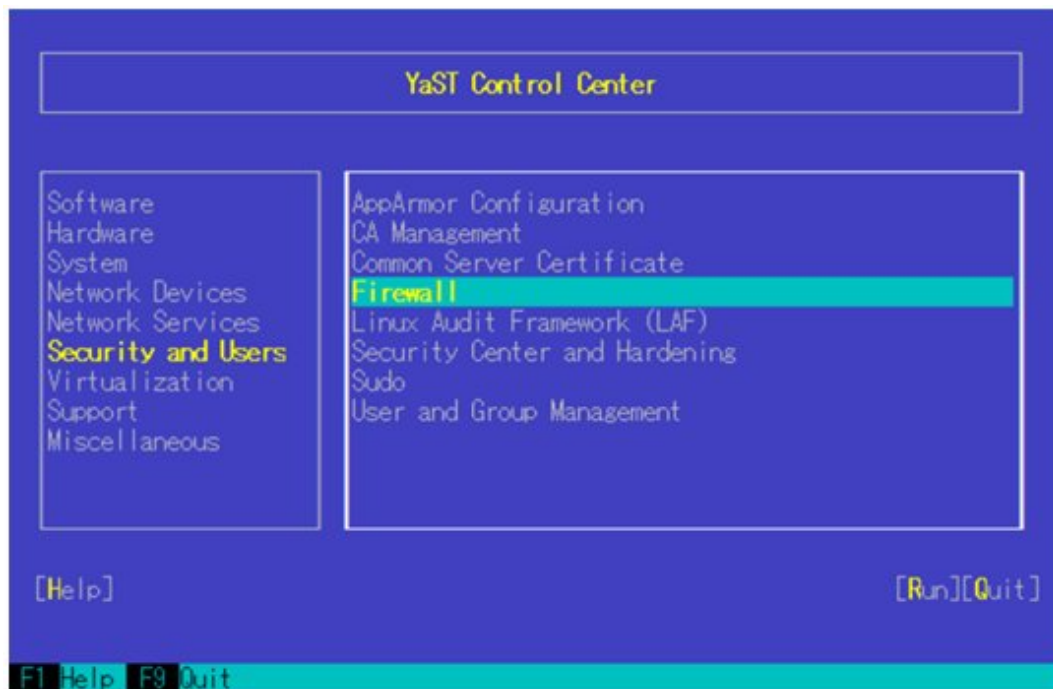 YaST Control Center
Software
Hardware
System
Network Devices
Network Services
Security and Users
Virtualization
Support
Miscellaneous
AppArmor Configuration
CA Management
Common Server Certificate
Firewall
Linux Audit Framework (LAF)
Security Center and Hardening
Sudo
User and Group Management
[Help] [Run][Quit]
F1 Help F9 Quit